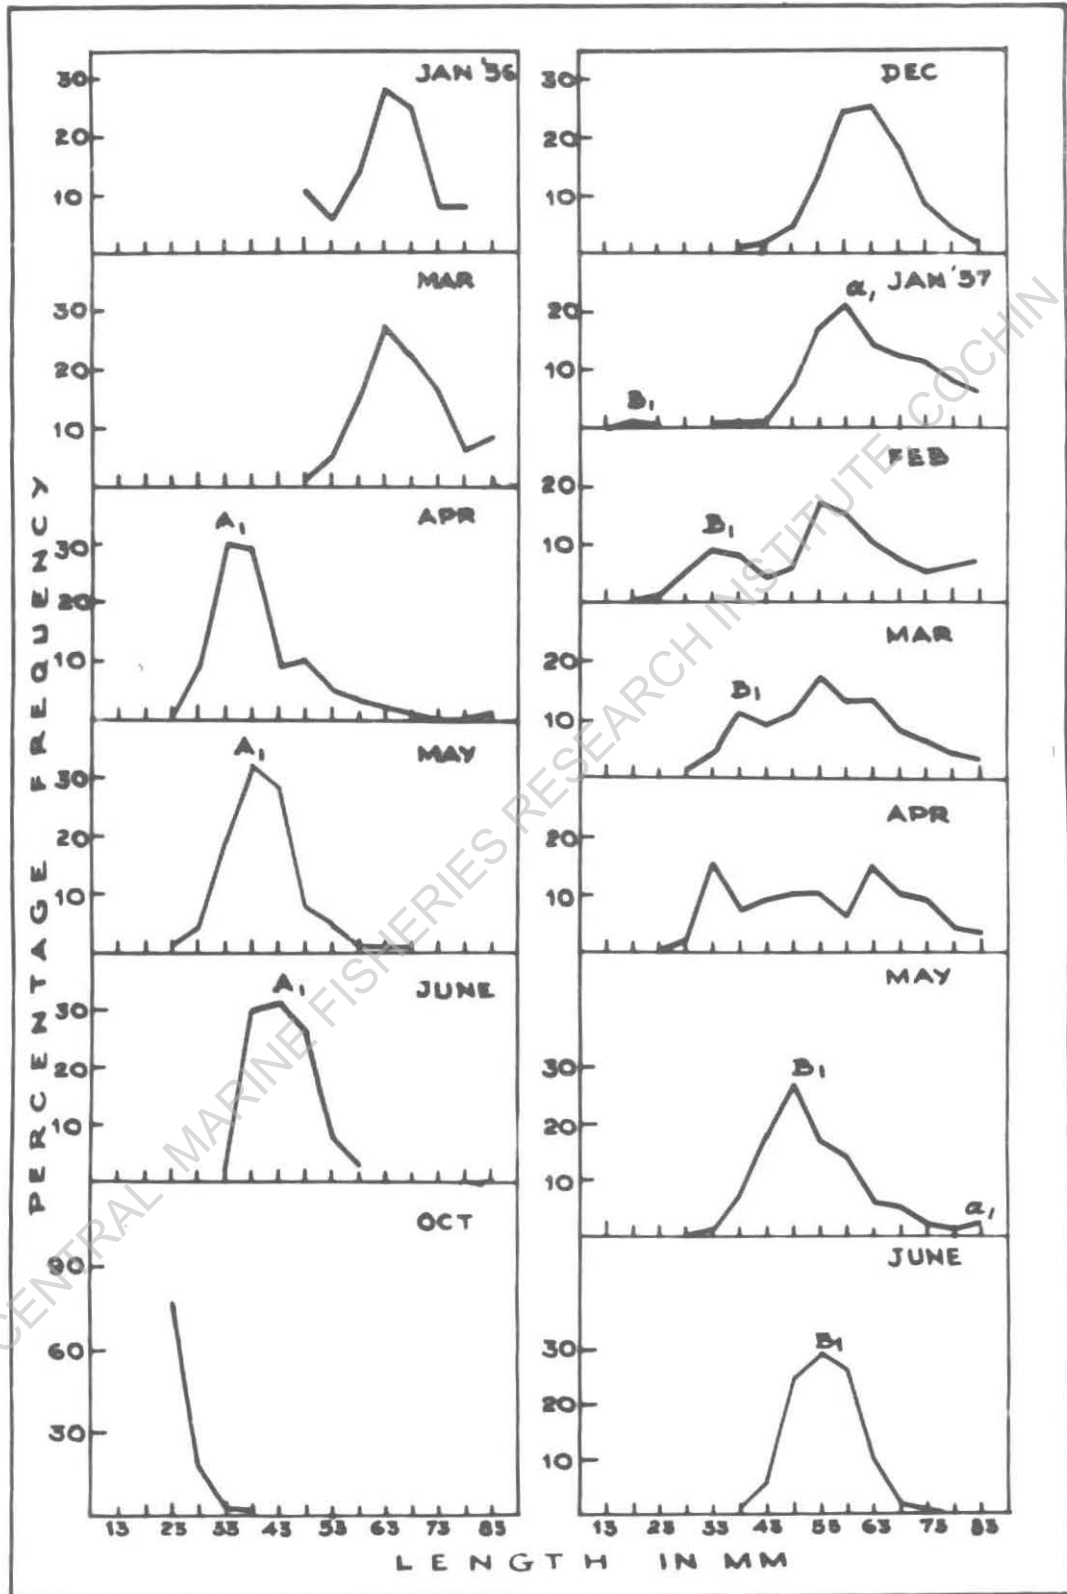 JAN '56
30
20
10
MAR
30
20
10
APR
A1
30
20
10
MAY
A1
30
20
10
JUNE
A1
30
20
10
OCT
90
60
30
13 23 33 43 53 63 73 83
DEC
30
20
10
JAN '57
α1
B1
20
10
FEB
B1
20
10
MAR
B1
20
10
APR
20
10
MAY
B1
α1
30
20
10
JUNE
B1
30
20
10
13 23 33 43 53 63 73 83
PERCENTAGE FREQUENCY
LENGTH IN MM
CENTRAL MARINE FISHERIES RESEARCH INSTITUTE, COCHIN